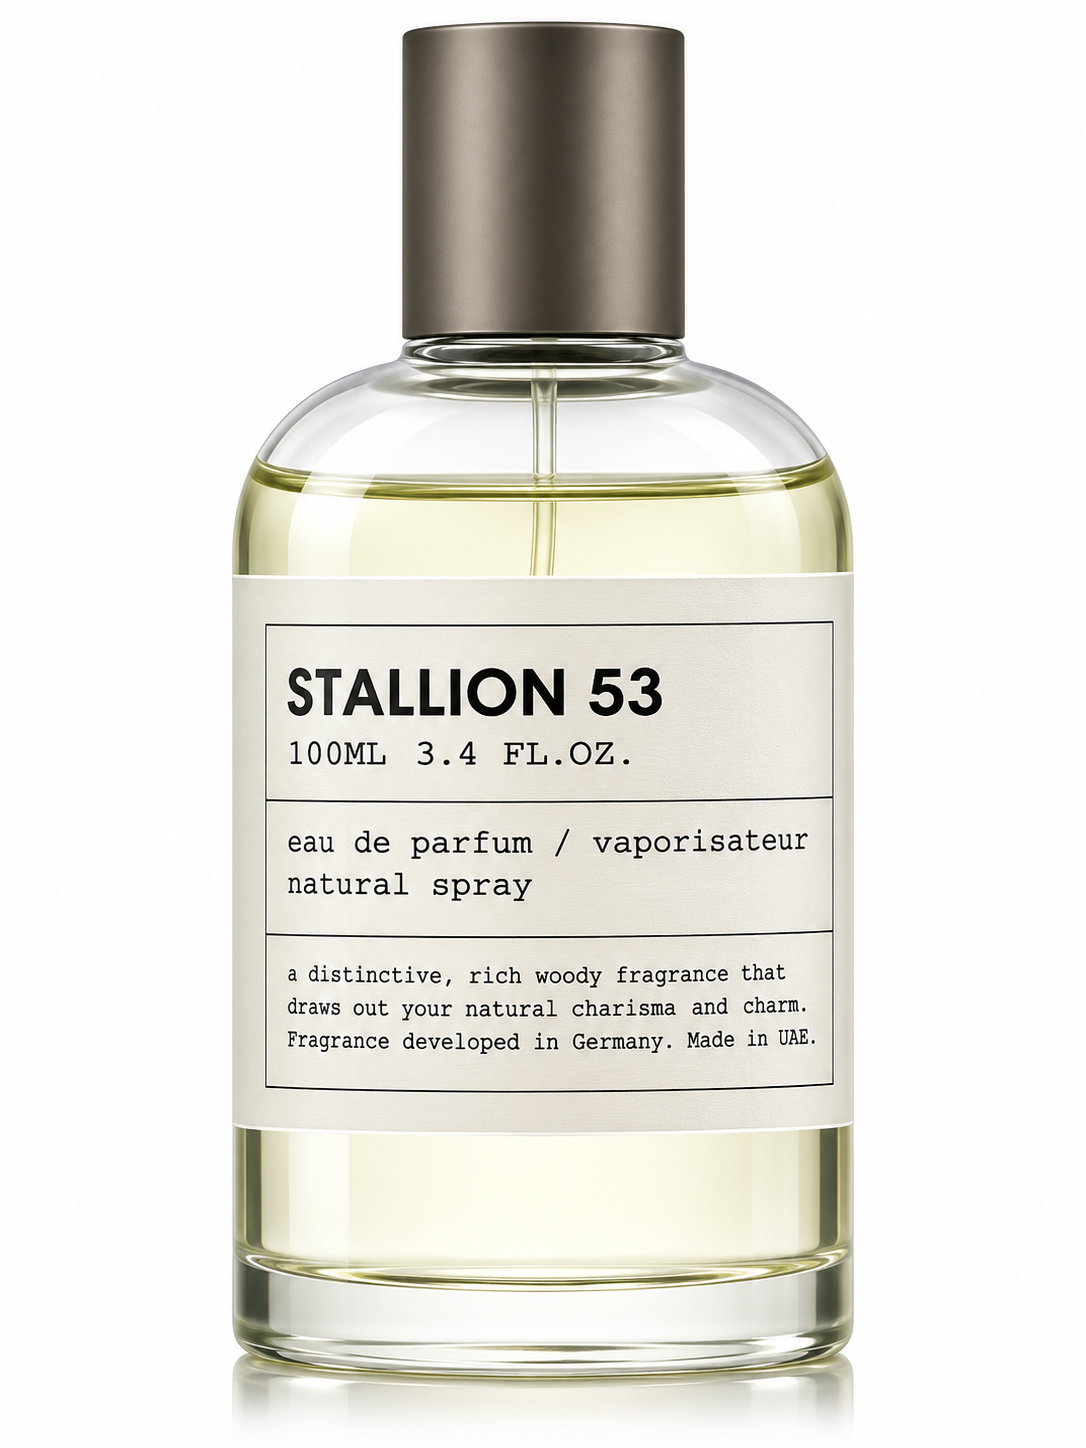 STALLION 53
100ML 3.4 FL.OZ.
eau de parfum / vaporisateur
natural spray
a distinctive, rich woody fragrance that
draws out your natural charisma and charm.
Fragrance developed in Germany. Made in UAE.